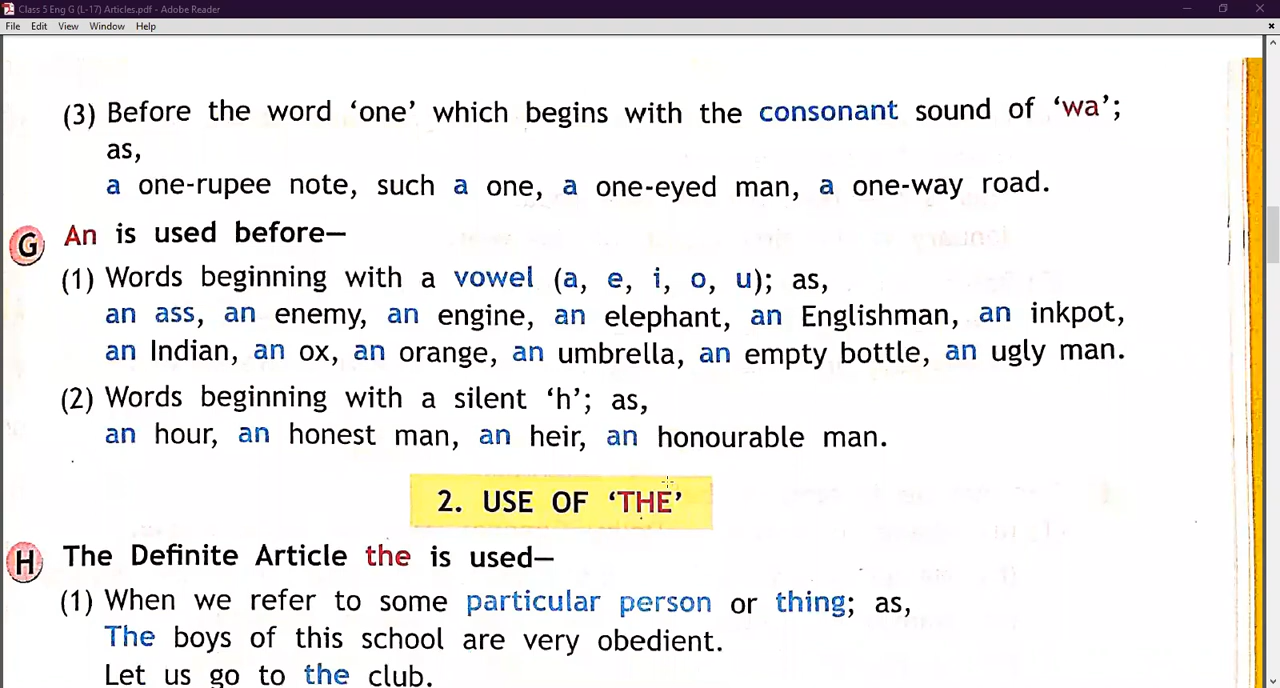 Class 5 Eng G (L-17) Articles.pdf - Adobe Reader
File Edit View Window Help
(3) Before the word ‘one’ which begins with the consonant sound of ‘wa’;
as,
a one-rupee note, such a one, a one-eyed man, a one-way road.
G An is used before—
(1) Words beginning with a vowel (a, e, i, o, u); as,
an ass, an enemy, an engine, an elephant, an Englishman, an inkpot,
an Indian, an ox, an orange, an umbrella, an empty bottle, an ugly man.
(2) Words beginning with a silent ‘h’; as,
an hour, an honest man, an heir, an honourable man.
2. USE OF ‘THE’
H The Definite Article the is used—
(1) When we refer to some particular person or thing; as,
The boys of this school are very obedient.
Let us go to the club.